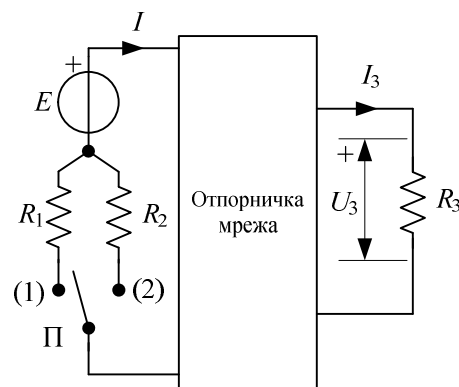 I
+
E
I₃
+
R₁
R₂
Отпорничка
мрежа
U₃
R₃
(1)
(2)
П